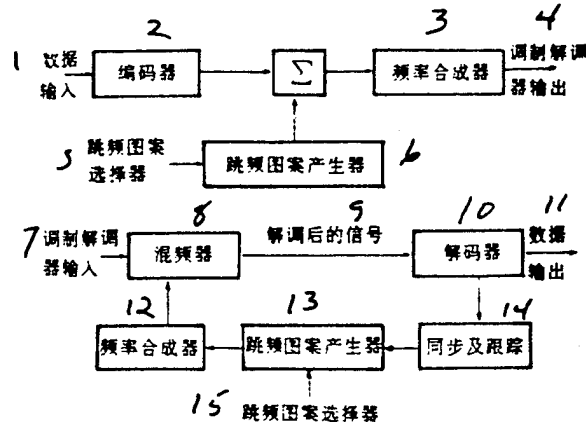 2
3
4
1 数据
输入
编码器
Σ
频率合成器
调制解调
器输出
5 跳频图案
选择器
跳频图案产生器
6
7 调制解调
器输入
8
混频器
9
解调后的信号
10
解码器
11
数据
输出
12
频率合成器
13
跳频图案产生器
14
同步及跟踪
15 跳频图案选择器